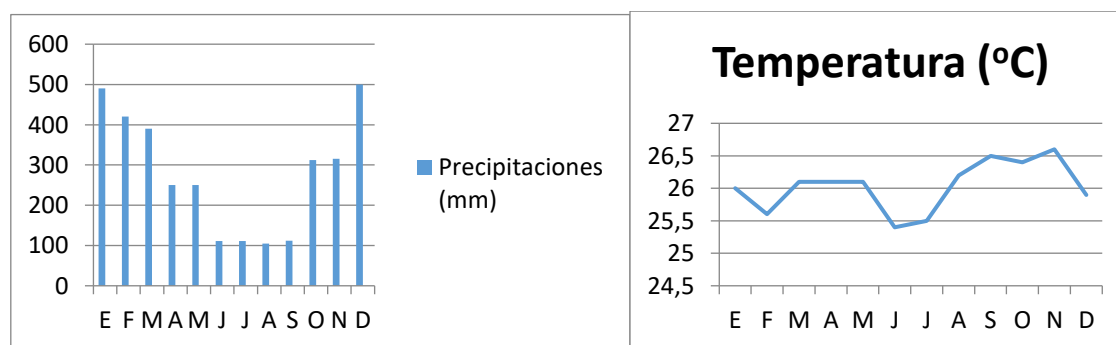 600
500
400
300
200
100
0
E F M A M J J A S O N D
Precipitaciones
(mm)
Temperatura (ºC)
27
26,5
26
25,5
25
24,5
E F M A M J J A S O N D